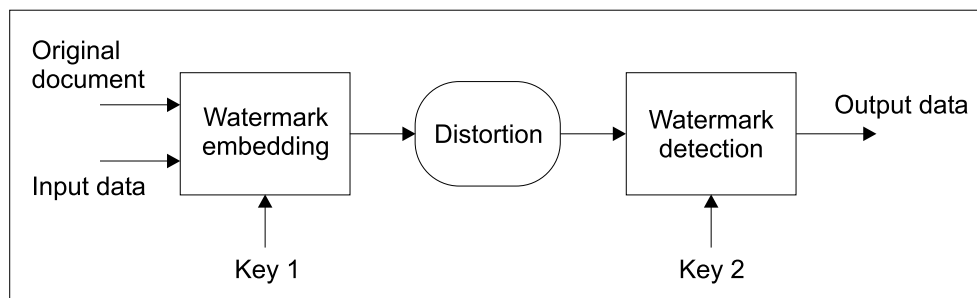 Original
document
Input data
Watermark
embedding
Key 1
Distortion
Watermark
detection
Key 2
Output data